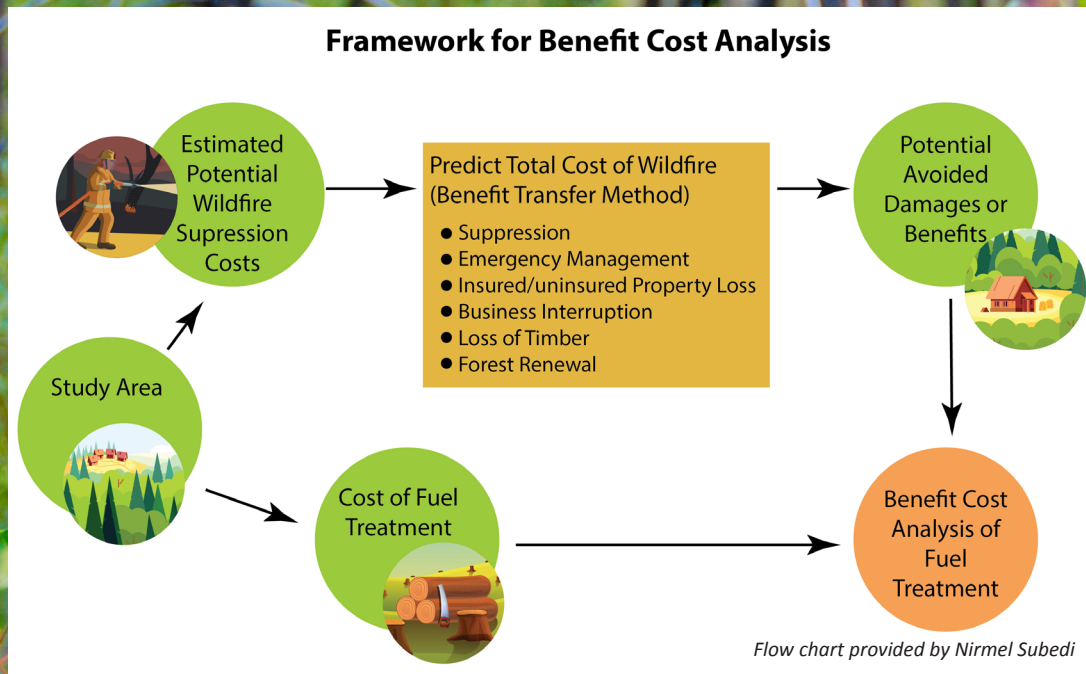 Framework for Benefit Cost Analysis
Estimated
Potential
Wildfire
Supression
Costs
Predict Total Cost of Wildfire
(Benefit Transfer Method)
● Suppression
● Emergency Management
● Insured/uninsured Property Loss
● Business Interruption
● Loss of Timber
● Forest Renewal
Potential
Avoided
Damages or
Benefits
Study Area
Cost of Fuel
Treatment
Benefit Cost
Analysis of
Fuel
Treatment
Flow chart provided by Nirmel Subedi